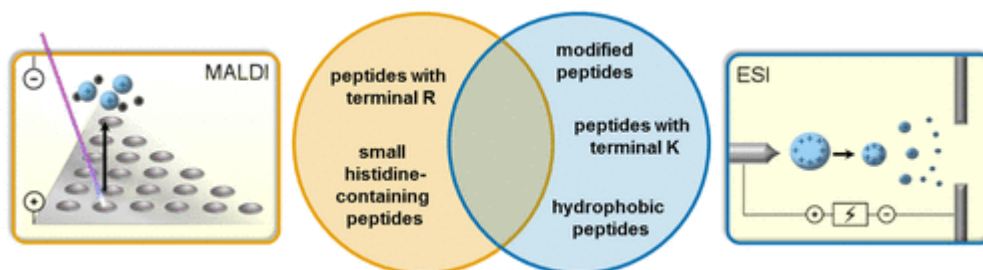 MALDI
peptides with
terminal R
small
histidine-
containing
peptides
modified
peptides
peptides with
terminal K
hydrophobic
peptides
ESI